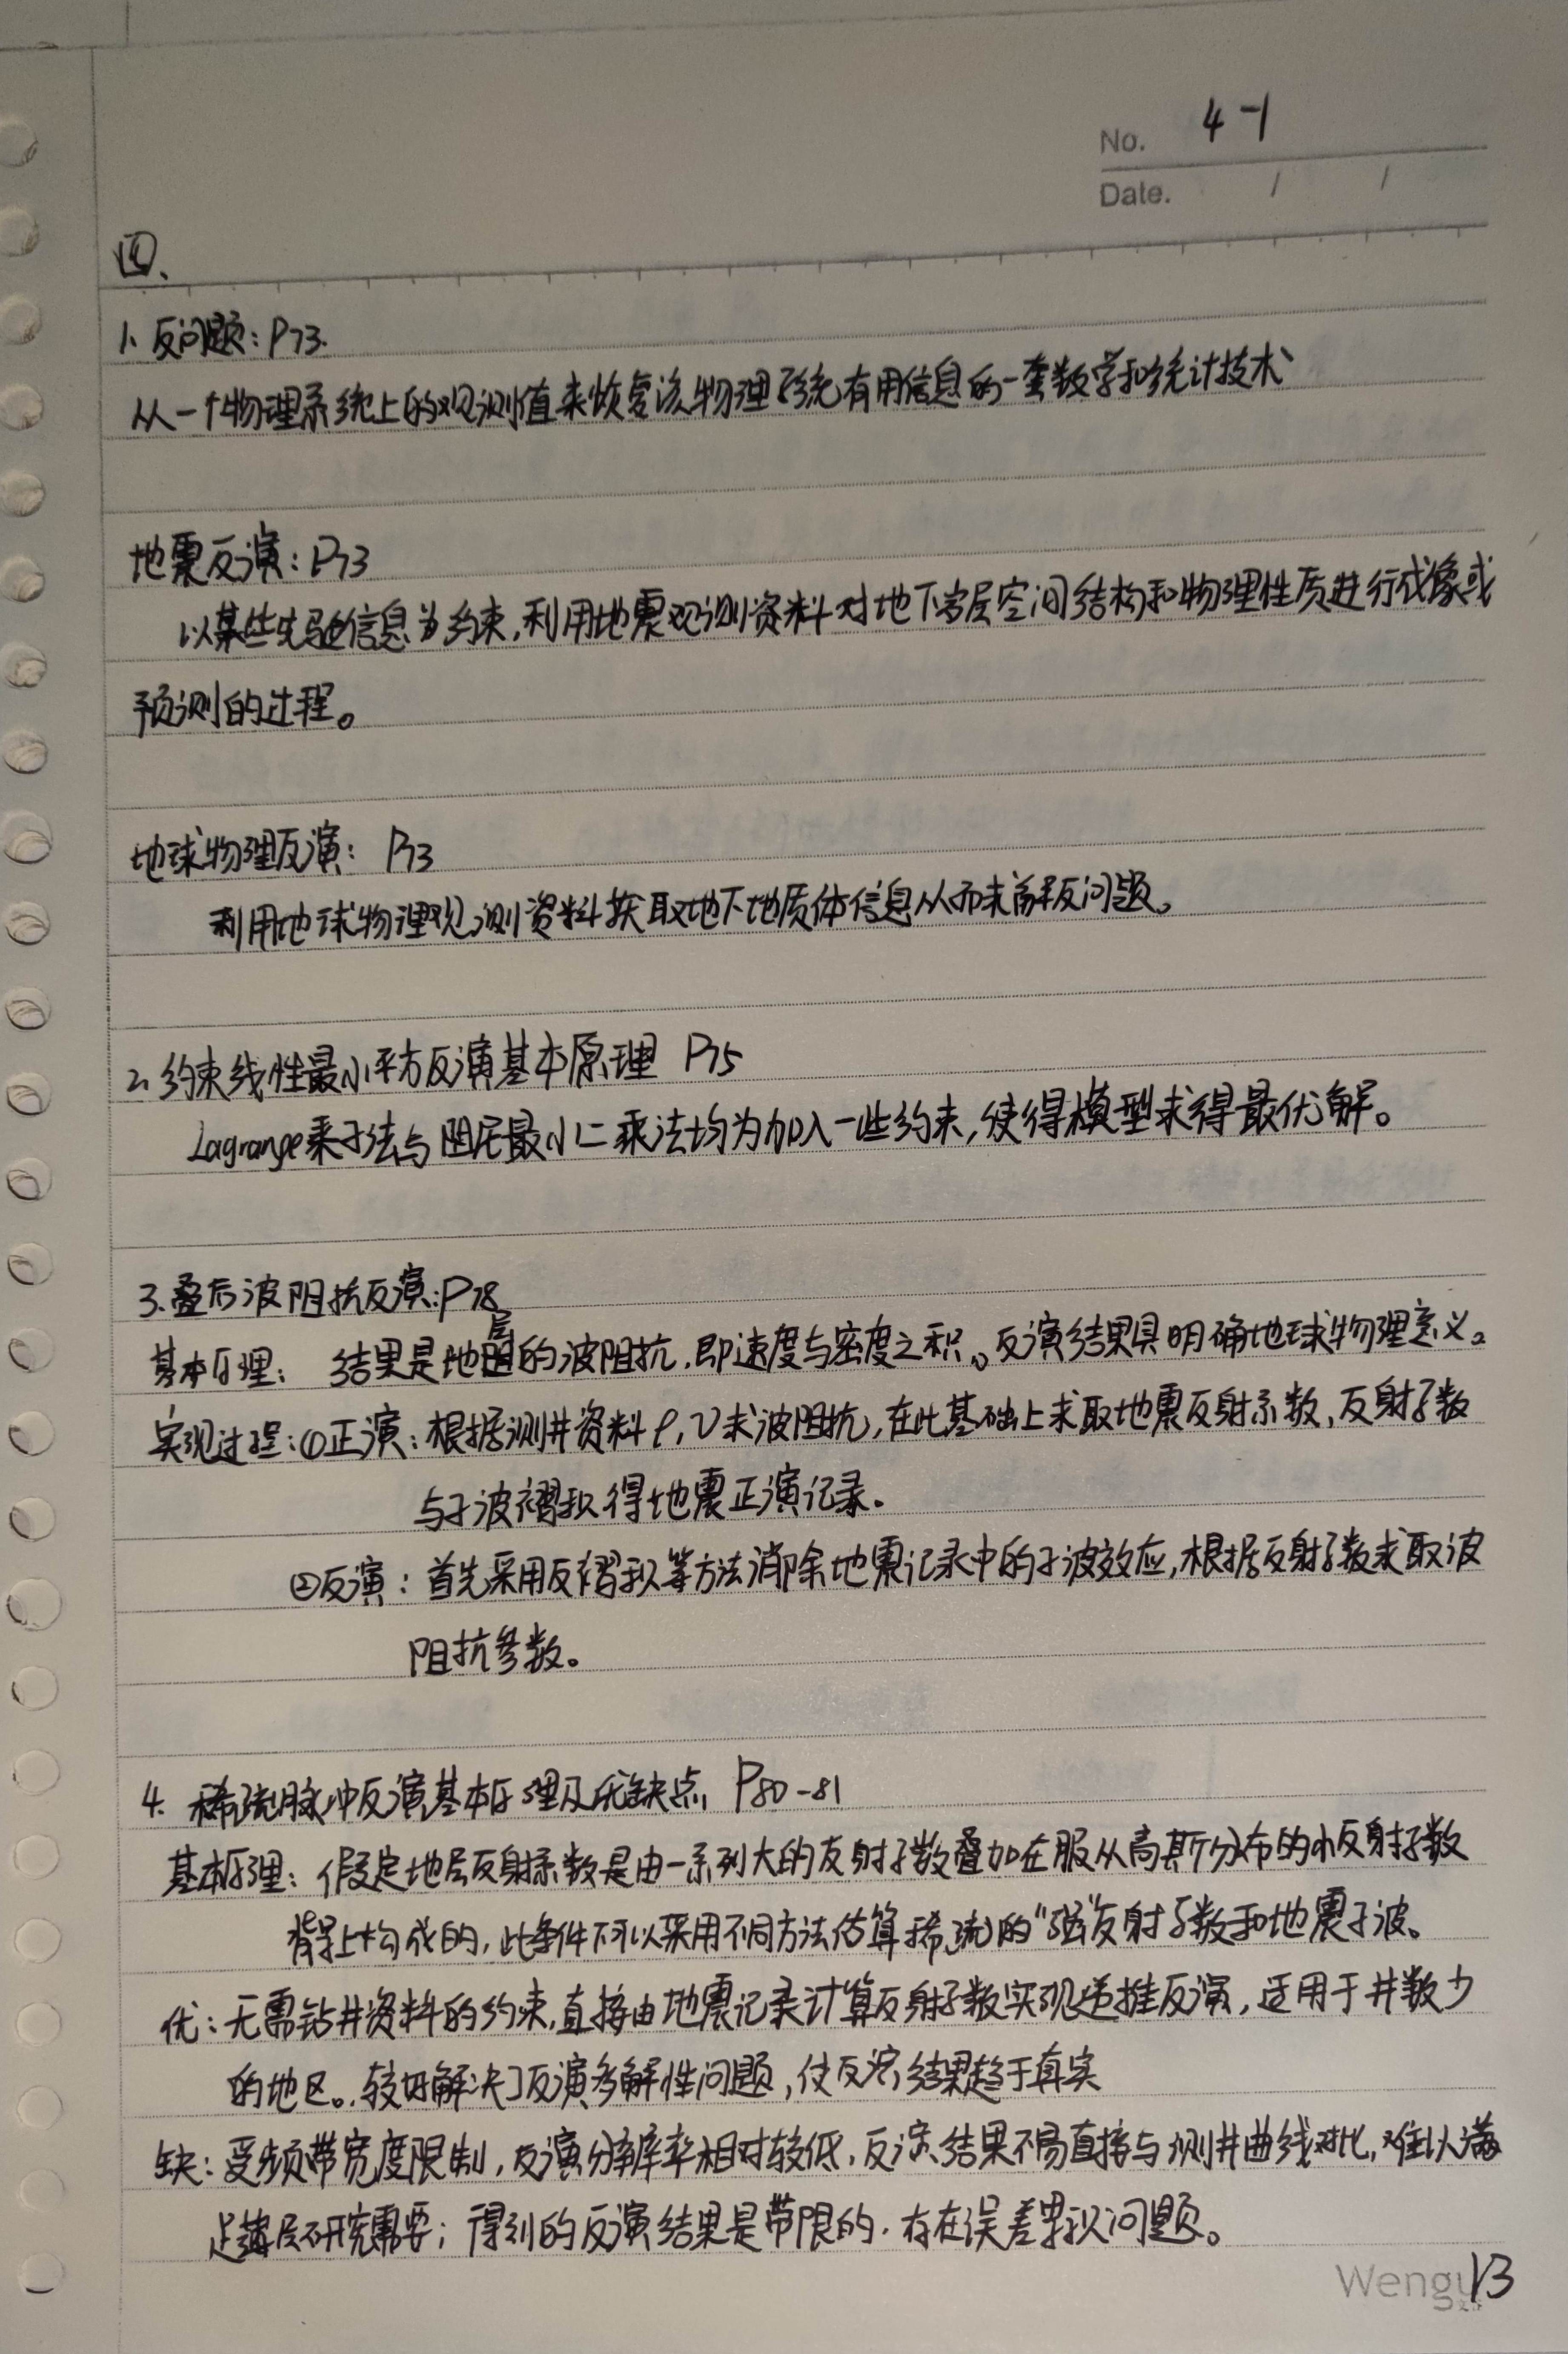 No. 4-1
Date. / /
四、
1、反问题:P73.
从一个物理系统上的观测值来恢复该物理系统有用信息的一套数学和统计技术
地震反演:P73
以某些先验信息为约束,利用地震观测资料对地下岩层空间结构和物理性质进行成像或
预测的过程。
地球物理反演: P73
利用地球物理观测资料获取地下地质体信息从而求解反问题。
2、约束线性最小平方反演基本原理 P75
Lagrange乘子法与阻尼最小二乘法均为加入一些约束,使得模型求得最优解。
3.叠后波阻抗反演:P78
基本原理: 结果是地层的波阻抗,即速度与密度之积。反演结果具明确地球物理意义。
实现过程:①正演:根据测井资料ρ,v求波阻抗,在此基础上求取地震反射系数,反射系数
与子波褶积得地震正演记录.
②反演:首先采用反褶积等方法消除地震记录中的子波效应,根据反射系数求取波
阻抗参数。
4. 稀疏脉冲反演基本原理及优缺点 P80-81
基本原理: 假定地层反射系数是由一系列大的反射系数叠加在服从高斯分布的小反射系数
背景上构成的,此条件下可以采用不同方法估算稀疏的“强”反射系数和地震子波。
优:无需钻井资料的约束,直接由地震记录计算反射系数实现递推反演,适用于井数少
的地区。较好解决了反演多解性问题,使反演结果趋于真实
缺:受频带宽度限制,反演分辨率相对较低,反演结果不易直接与测井曲线对比,难以满
足薄层研究需要;得到的反演结果是带限的,存在误差累积问题。
Wengu
13